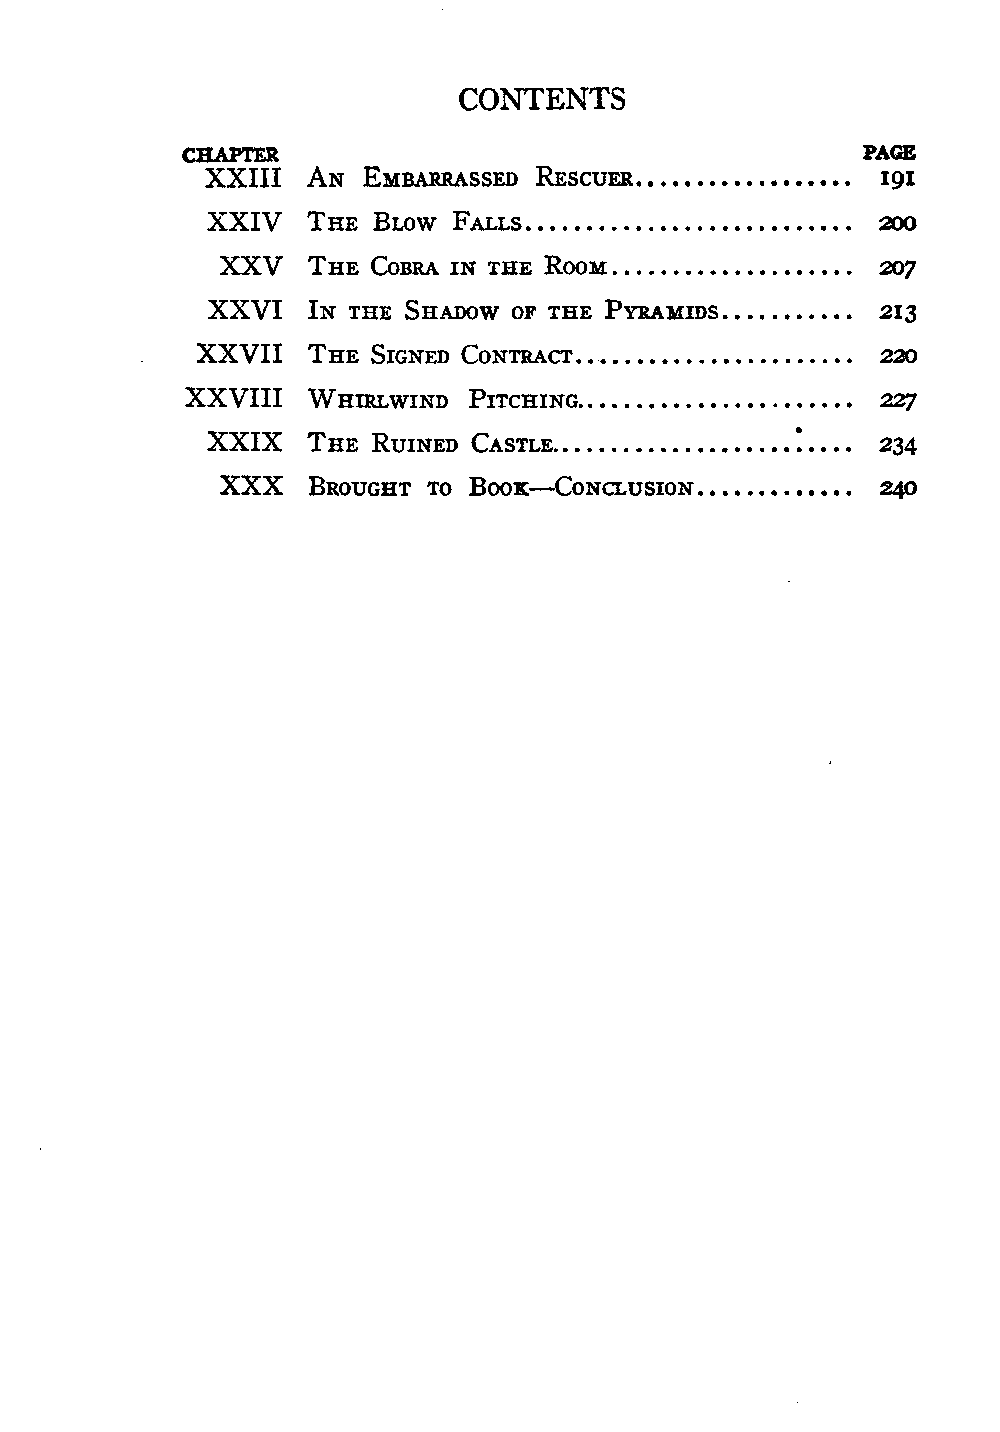 CONTENTS
CHAPTER PAGE
XXIII An Embarrassed Rescuer.................. 191
XXIV The Blow Falls........................... 200
XXV The Cobra in the Room.................... 207
XXVI In the Shadow of the Pyramids........... 213
XXVII The Signed Contract....................... 220
XXVIII Whirlwind Pitching....................... 227
XXIX The Ruined Castle......................... 234
XXX Brought to Book—Conclusion............. 240